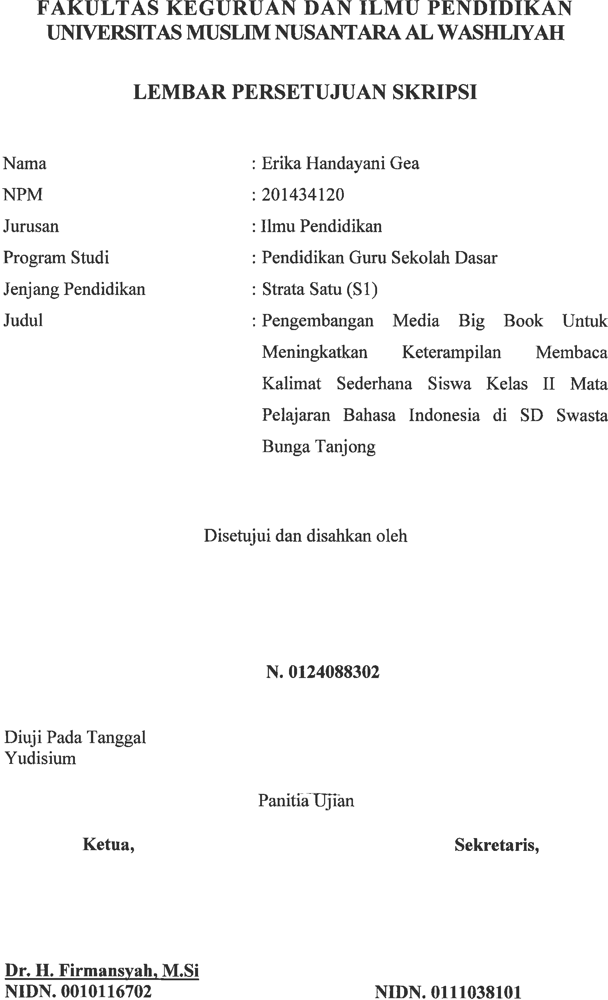 FAKULTAS KEGURUAN DAN ILMU PENDIDIKAN
UNIVERSITAS MUSLIM NUSANTARA AL WASHLIYAH
LEMBAR PERSETUJUAN SKRIPSI
Nama : Erika Handayani Gea
NPM : 201434120
Jurusan : Ilmu Pendidikan
Program Studi : Pendidikan Guru Sekolah Dasar
Jenjang Pendidikan : Strata Satu (S1)
Judul : Pengembangan Media Big Book Untuk
Meningkatkan Keterampilan Membaca
Kalimat Sederhana Siswa Kelas II Mata
Pelajaran Bahasa Indonesia di SD Swasta
Bunga Tanjong
Disetujui dan disahkan oleh
N. 0124088302
Diuji Pada Tanggal
Yudisium
Panitia Ujian
Ketua, Sekretaris,
Dr. H. Firmansyah, M.Si
NIDN. 0010116702 NIDN. 0111038101